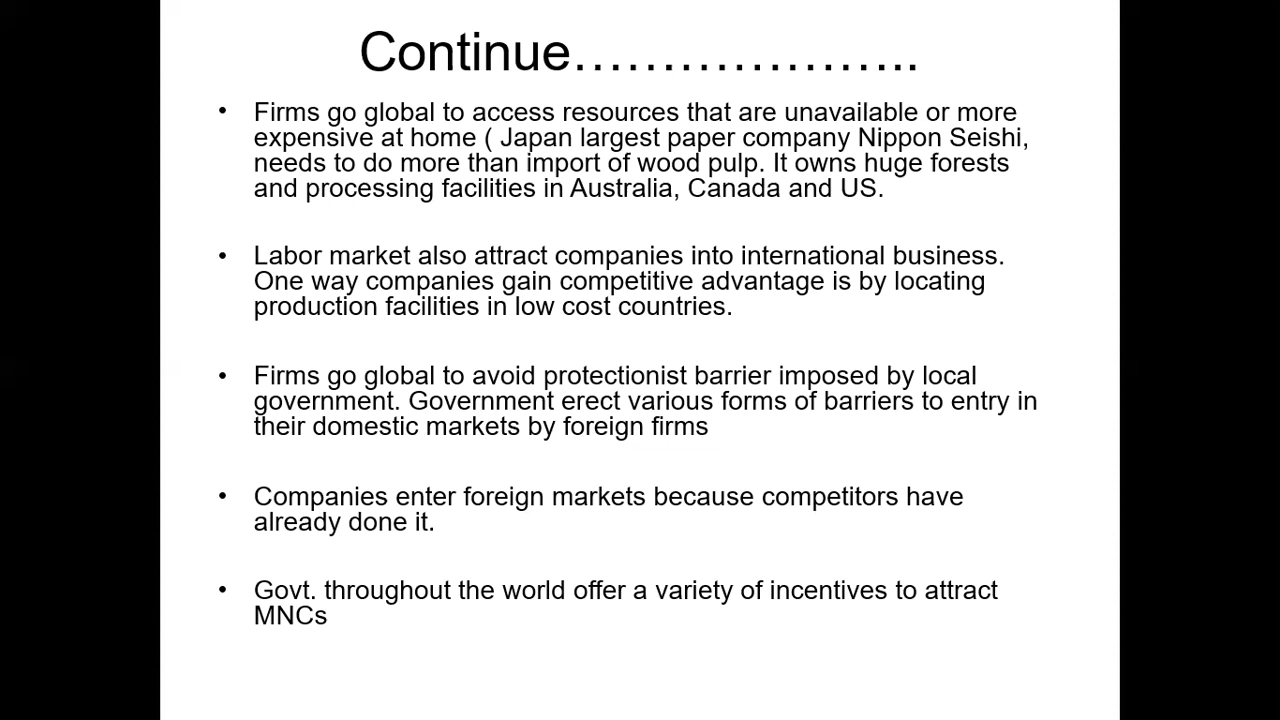 Continue…………………..
• Firms go global to access resources that are unavailable or more
expensive at home ( Japan largest paper company Nippon Seishi,
needs to do more than import of wood pulp. It owns huge forests
and processing facilities in Australia, Canada and US.
• Labor market also attract companies into international business.
One way companies gain competitive advantage is by locating
production facilities in low cost countries.
• Firms go global to avoid protectionist barrier imposed by local
government. Government erect various forms of barriers to entry in
their domestic markets by foreign firms
• Companies enter foreign markets because competitors have
already done it.
• Govt. throughout the world offer a variety of incentives to attract
MNCs